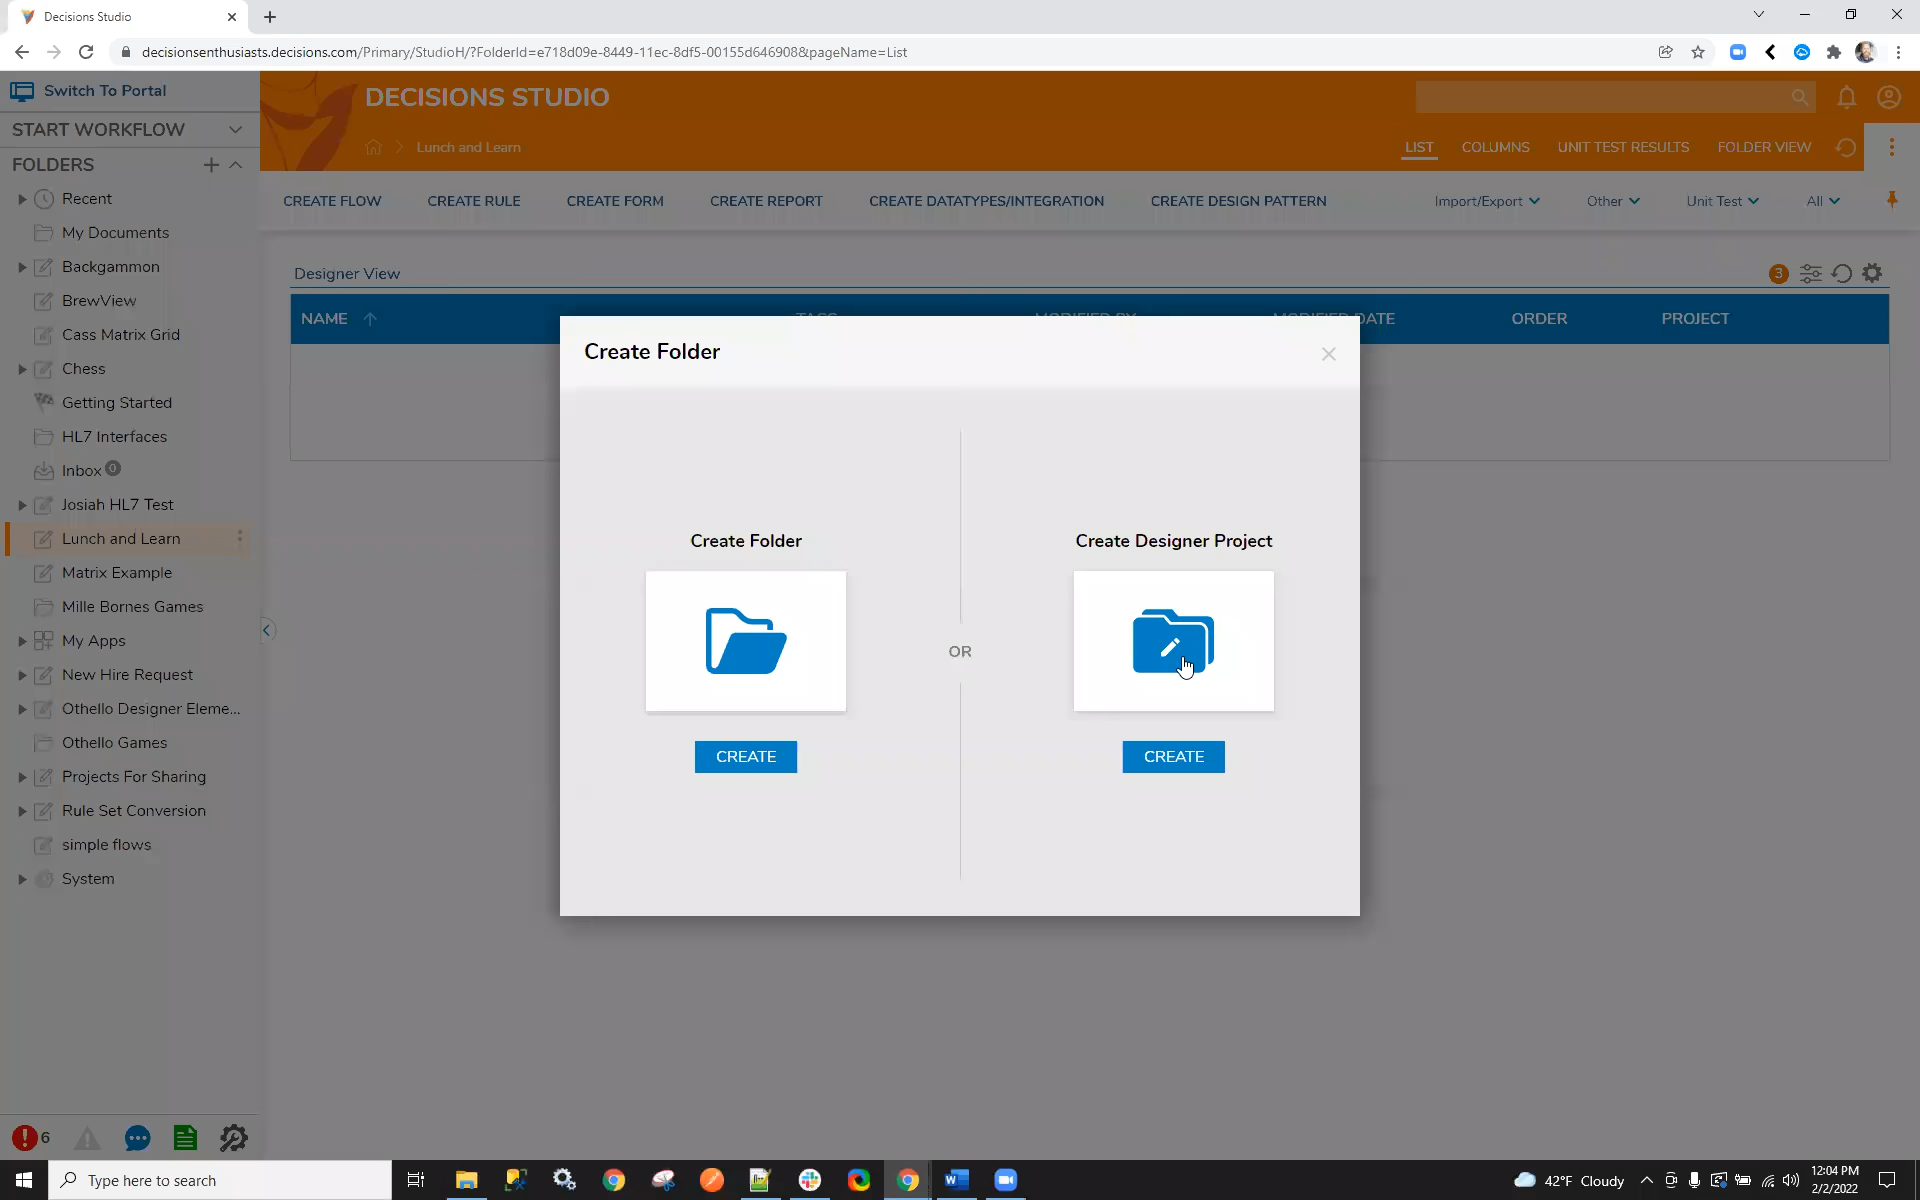 Decisions Studio
decisionsenthusiasts.decisions.com/Primary/StudioH/?FolderId=e718d09e-8449-11ec-8df5-00155d646908&pageName=List
Switch To Portal
DECISIONS STUDIO
START WORKFLOW
Lunch and Learn
LIST COLUMNS UNIT TEST RESULTS FOLDER VIEW
FOLDERS
CREATE FLOW CREATE RULE CREATE FORM CREATE REPORT CREATE DATATYPES/INTEGRATION CREATE DESIGN PATTERN Import/Export Other Unit Test All
Recent
My Documents
Backgammon
BrewView
Cass Matrix Grid
Chess
Getting Started
HL7 Interfaces
Inbox 0
Josiah HL7 Test
Lunch and Learn
Matrix Example
Mille Bornes Games
My Apps
New Hire Request
Othello Designer Eleme...
Othello Games
Projects For Sharing
Rule Set Conversion
simple flows
System
6
Designer View
3
NAME TAGS MODIFIED BY MODIFIED DATE ORDER PROJECT
Create Folder
Create Folder
OR
Create Designer Project
CREATE
CREATE
Type here to search
42°F Cloudy
12:04 PM
2/2/2022